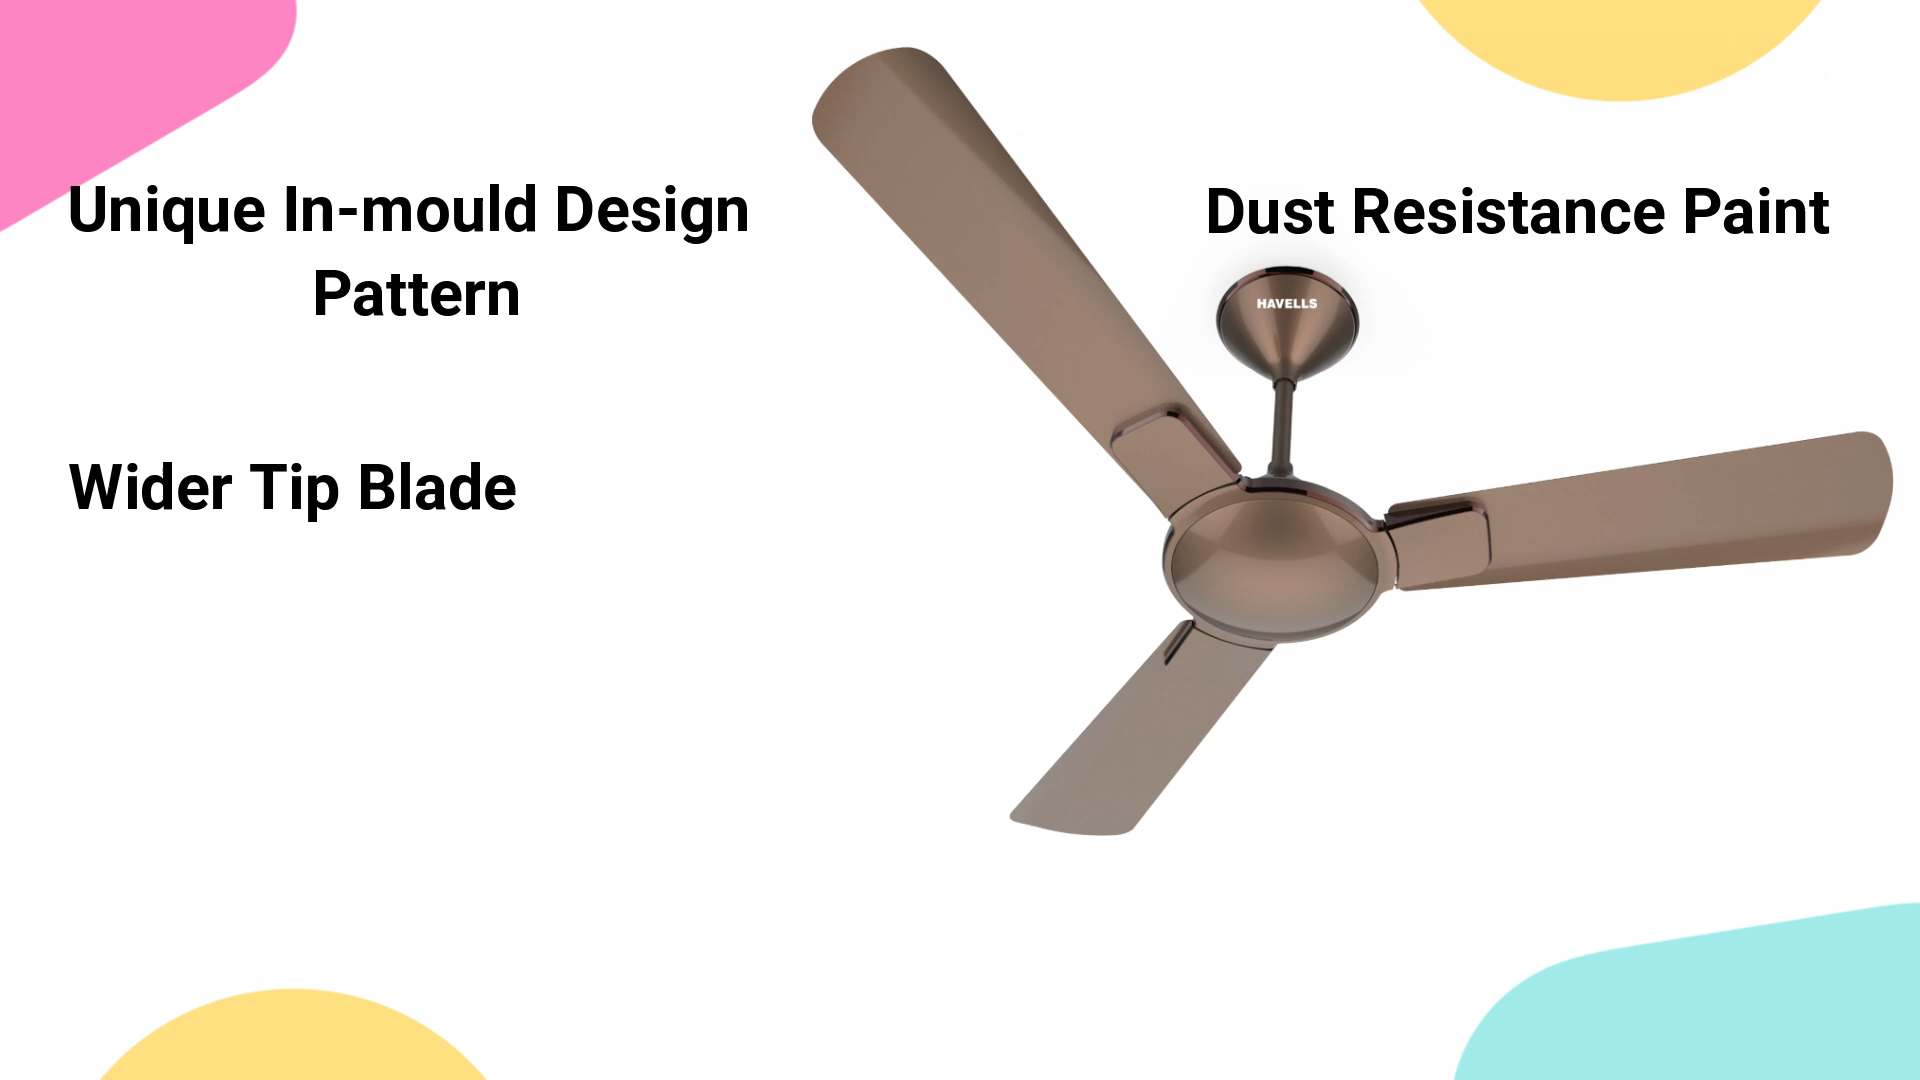 Unique In-mould Design
Pattern
Dust Resistance Paint
HAVELLS
Wider Tip Blade